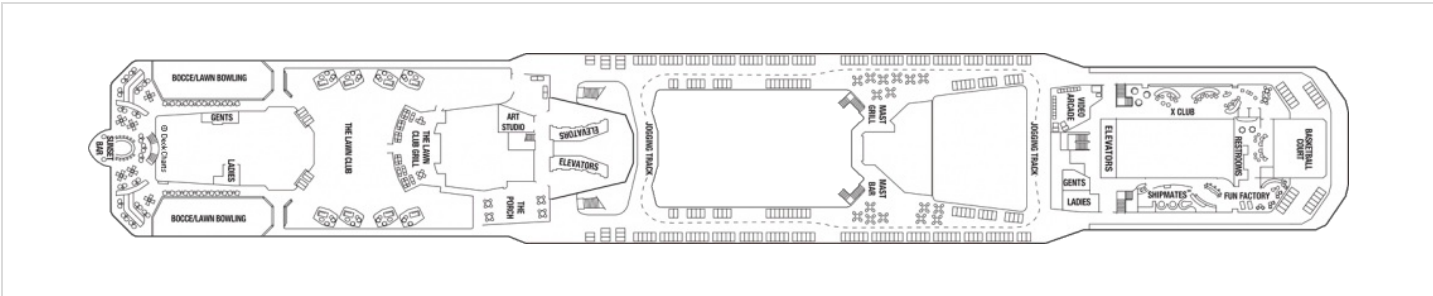 BOCCE/LAWN BOWLING
GENTS
© Deck Charts
SUNSET
BAR
LADIES
BOCCE/LAWN BOWLING
THE LAWN CLUB
THE LAWN
CLUB GRILL
ART
STUDIO
ELEVATORS
ELEVATORS
THE
PORCH
JOGGING TRACK
MAST
GRILL
MAST
BAR
JOGGING TRACK
VIDEO
ARCADE
ELEVATORS
GENTS
LADIES
X CLUB
RESTROOMS
SHIPMATES
FUN FACTORY
BASKETBALL
COURT